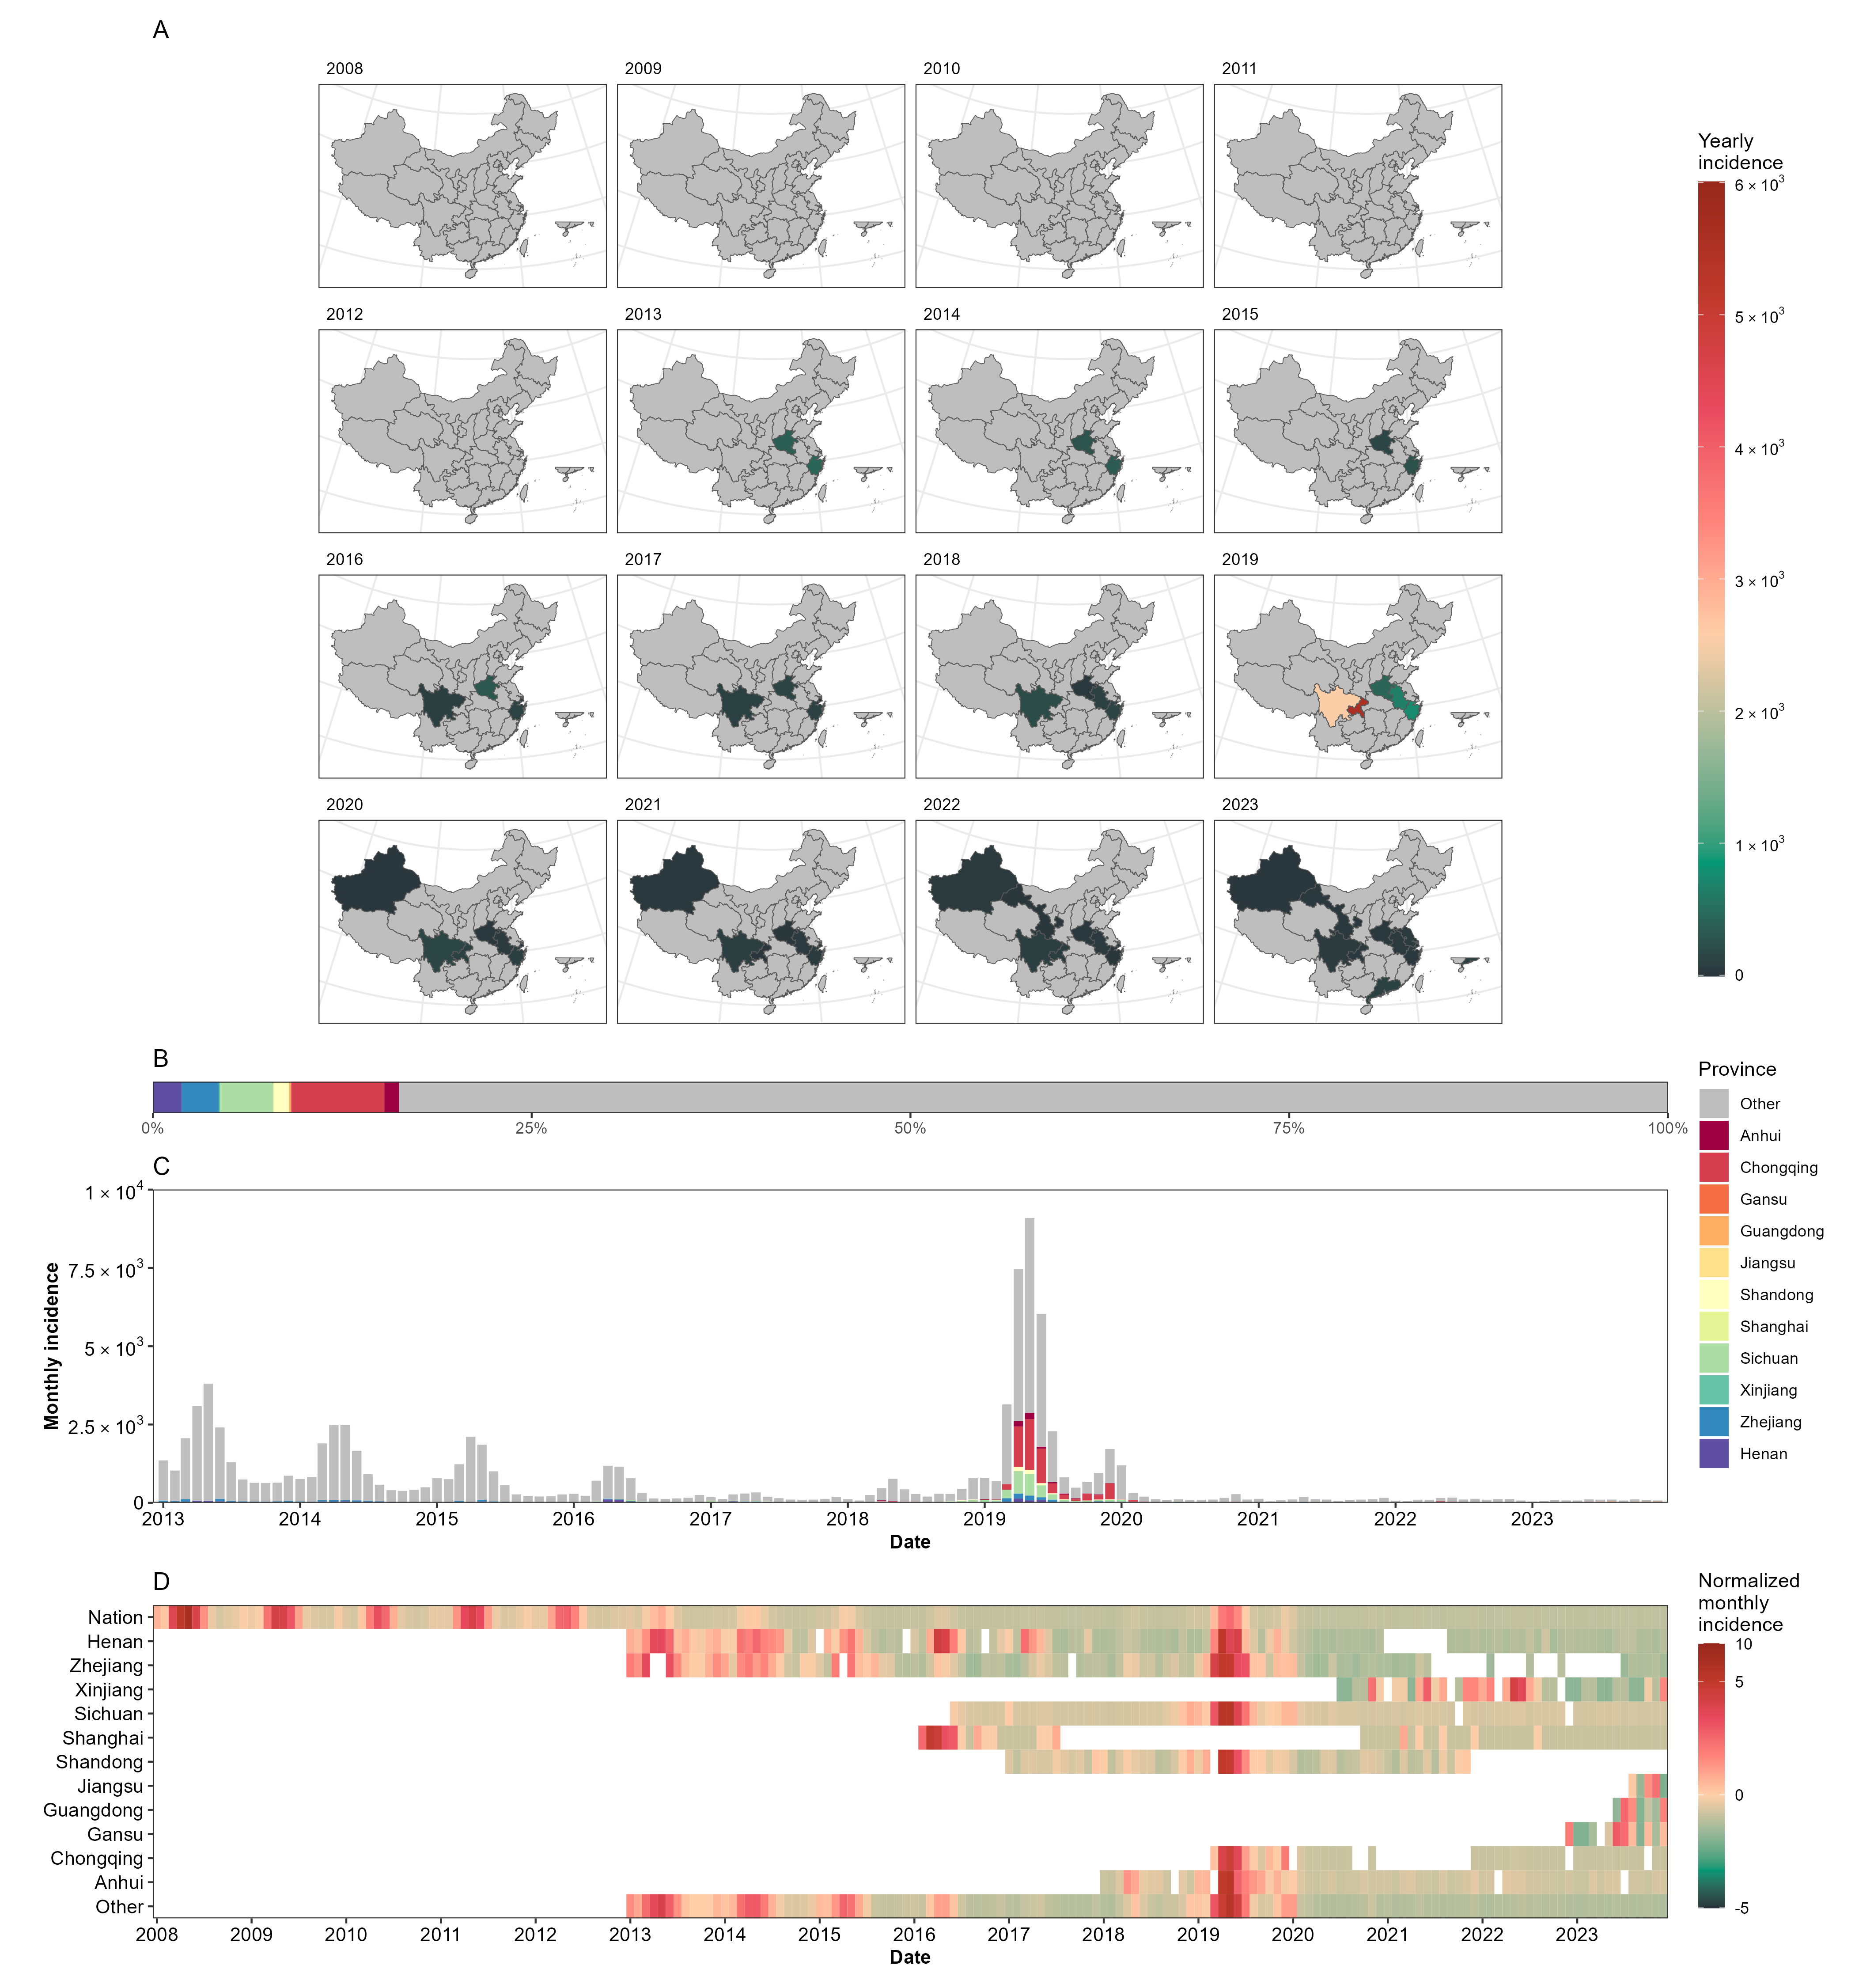 A
2008
2009
2010
2011
2012
2013
2014
2015
2016
2017
2018
2019
2020
2021
2022
2023
Yearly
incidence
6 × 10³
5 × 10³
4 × 10³
3 × 10³
2 × 10³
1 × 10³
0
B
0%
25%
50%
75%
100%
Province
Other
Anhui
Chongqing
Gansu
Guangdong
Jiangsu
Shandong
Shanghai
Sichuan
Xinjiang
Zhejiang
Henan
C
Monthly incidence
1 × 10⁴
7.5 × 10³
5 × 10³
2.5 × 10³
0
2013
2014
2015
2016
2017
2018
2019
2020
2021
2022
2023
Date
D
Nation
Henan
Zhejiang
Xinjiang
Sichuan
Shanghai
Shandong
Jiangsu
Guangdong
Gansu
Chongqing
Anhui
Other
2008
2009
2010
2011
2012
2013
2014
2015
2016
2017
2018
2019
2020
2021
2022
2023
Date
Normalized
monthly
incidence
10
5
0
-5